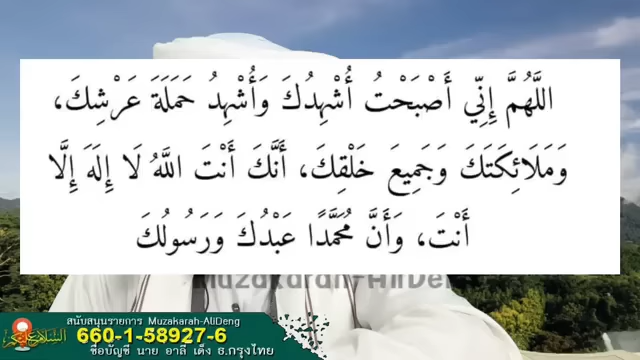 اللَّهُمَّ إِنِّي أَصْبَحْتُ أُشْهِدُكَ وَأُشْهِدُ حَمَلَةَ عَرْشِكَ،
وَمَلَائِكَتَكَ وَجَمِيعَ خَلْقِكَ، أَنَّكَ أَنْتَ اللَّهُ لَا إِلَهَ إِلَّا
أَنْتَ، وَأَنَّ مُحَمَّدًا عَبْدُكَ وَرَسُولُكَ
Muzakarah-AliDeng
السلام عليكم
สนับสนุนรายการ Muzakarah-AliDeng
660-1-58927-6
ชื่อบัญชี นาย อาลี เด็ง ธ.กรุงไทย